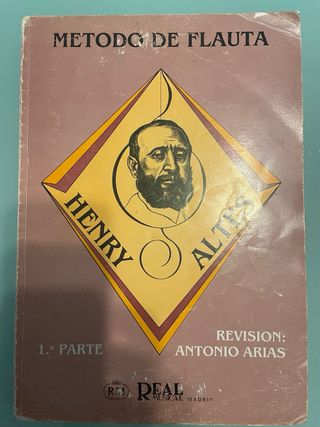 METODO DE FLAUTA
HENRY ALTES
1.ª PARTE
REVISION:
ANTONIO ARIAS
RM
REAL
MUSICAL MADRID